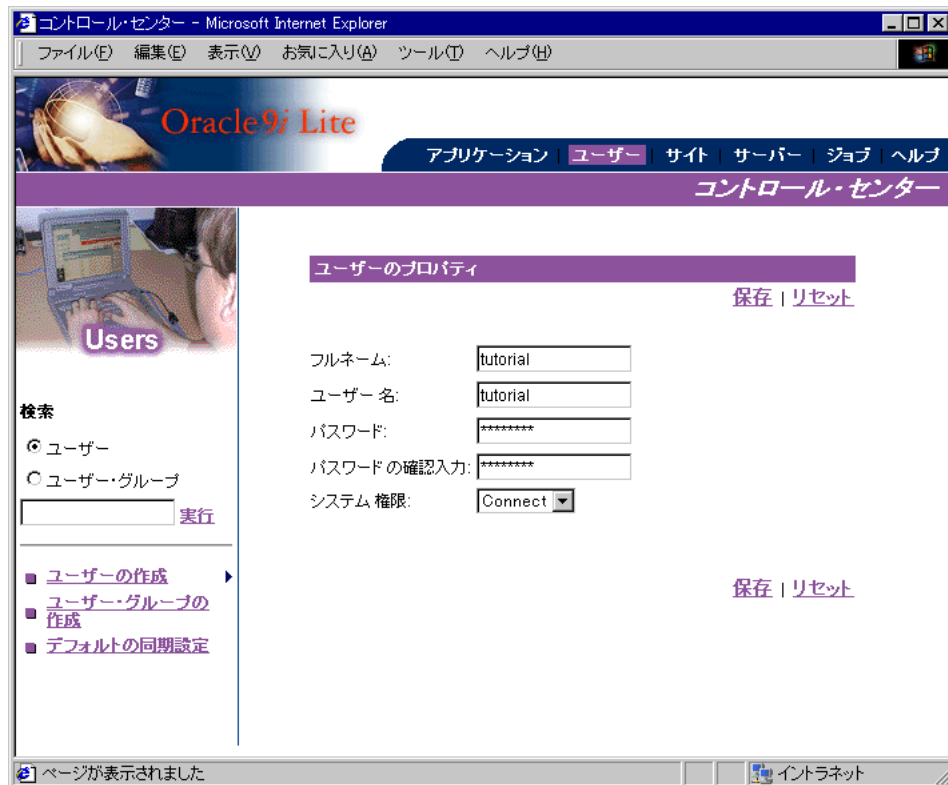 コントロール・センター - Microsoft Internet Explorer
ファイル(F) 編集(E) 表示(V) お気に入り(A) ツール(T) ヘルプ(H)
Oracle9i Lite
アプリケーション ユーザー サイト サーバー ジョブ ヘルプ
コントロール・センター
Users
検索
ユーザー
ユーザー・グループ
実行
ユーザーの作成
ユーザー・グループの
作成
デフォルトの同期設定
ユーザーのプロパティ
保存 | リセット
フルネーム: tutorial
ユーザー 名: tutorial
パスワード: ********
パスワードの確認入力: ********
システム 権限: Connect
保存 | リセット
ページが表示されました
イントラネット